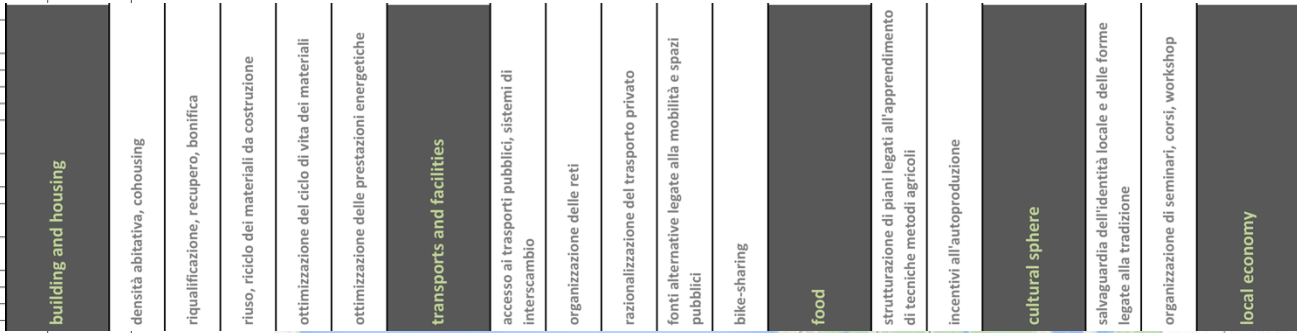 building and housing
densità abitativa, cohousing
riqualificazione, recupero, bonifica
riuso, riciclo dei materiali da costruzione
ottimizzazione del ciclo di vita dei materiali
ottimizzazione delle prestazioni energetiche
transports and facilities
accesso ai trasporti pubblici, sistemi di
interscambio
organizzazione delle reti
razionalizzazione del trasporto privato
fonti alternative legate alla mobilità e spazi
pubblici
bike-sharing
food
strutturazione di piani legati all'apprendimento
di tecniche metodi agricoli
incentivi all'autoproduzione
cultural sphere
salvaguardia dell'identità locale e delle forme
legate alla tradizione
organizzazione di seminari, corsi, workshop
local economy